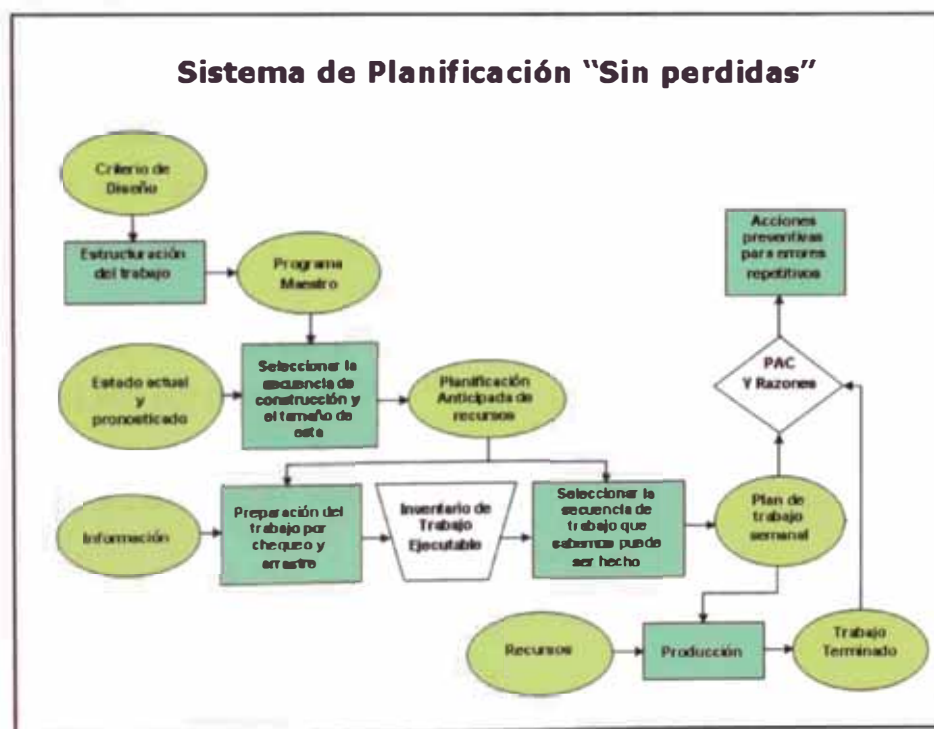 Sistema de Planificación “Sin perdidas”
Criterio de
Diseño
Estructuración
del trabajo
Programa
Maestro
Acciones
preventivas
para errores
repetitivos
Estado actual
y
pronosticado
Seleccionar la
secuencia de
construcción y
el tamaño de
esta
Planificación
Anticipada de
recursos
PAC
Y Razones
Información
Preparación del
trabajo por
chequeo y
arrastre
Inventario de
Trabajo
Ejecutable
Seleccionar la
secuencia de
trabajo que
sabemos puede
ser hecho
Plan de
trabajo
semanal
Recursos
Producción
Trabajo
Terminado